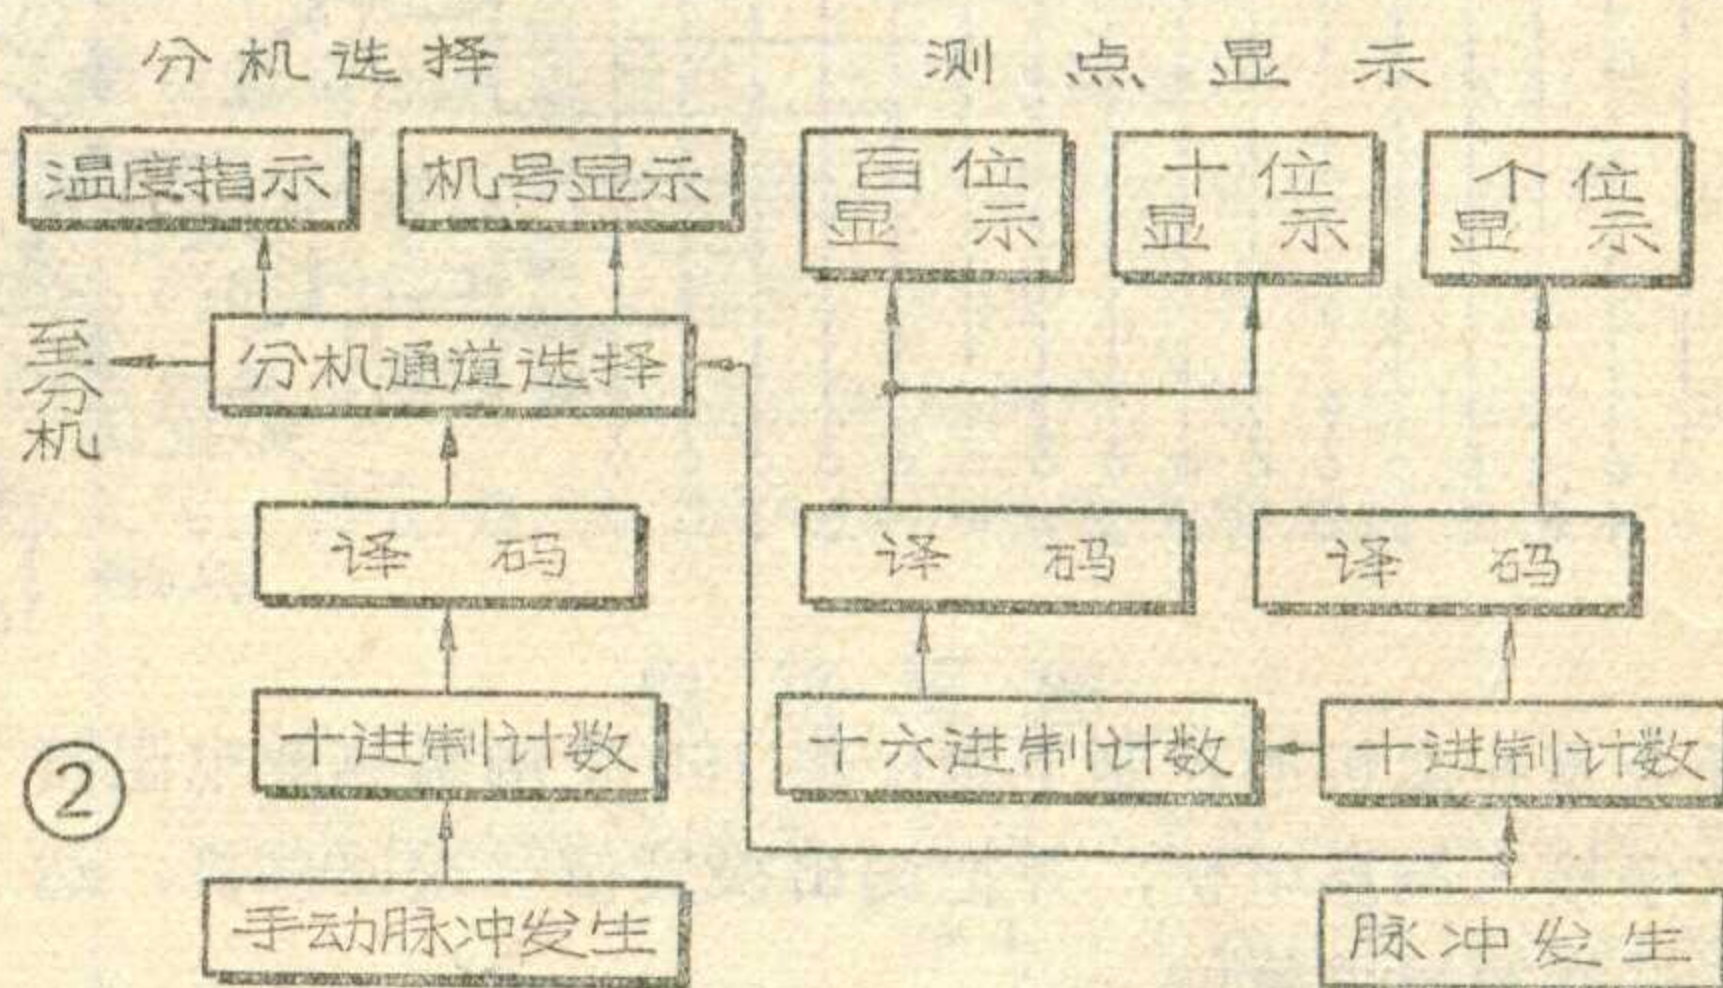 分机选择
测点显示
温度指示
机号显示
百位
显示
十位
显示
个位
显示
至分机
分机通道选择
译码
译码
译码
十进制计数
十六进制计数
十进制计数
②
手动脉冲发生
脉冲发生